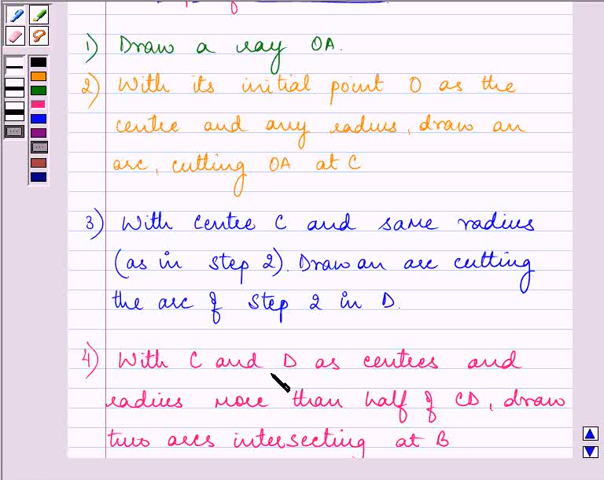 1) Draw a ray OA.
2) With its initial point O as the
centre and any radius, draw an
arc, cutting OA at C
3) With centre C and same radius
(as in step 2). Draw an arc cutting
the arc of step 2 in D.
4) With C and D as centres and
radius more than half of CD, draw
two arcs intersecting at B